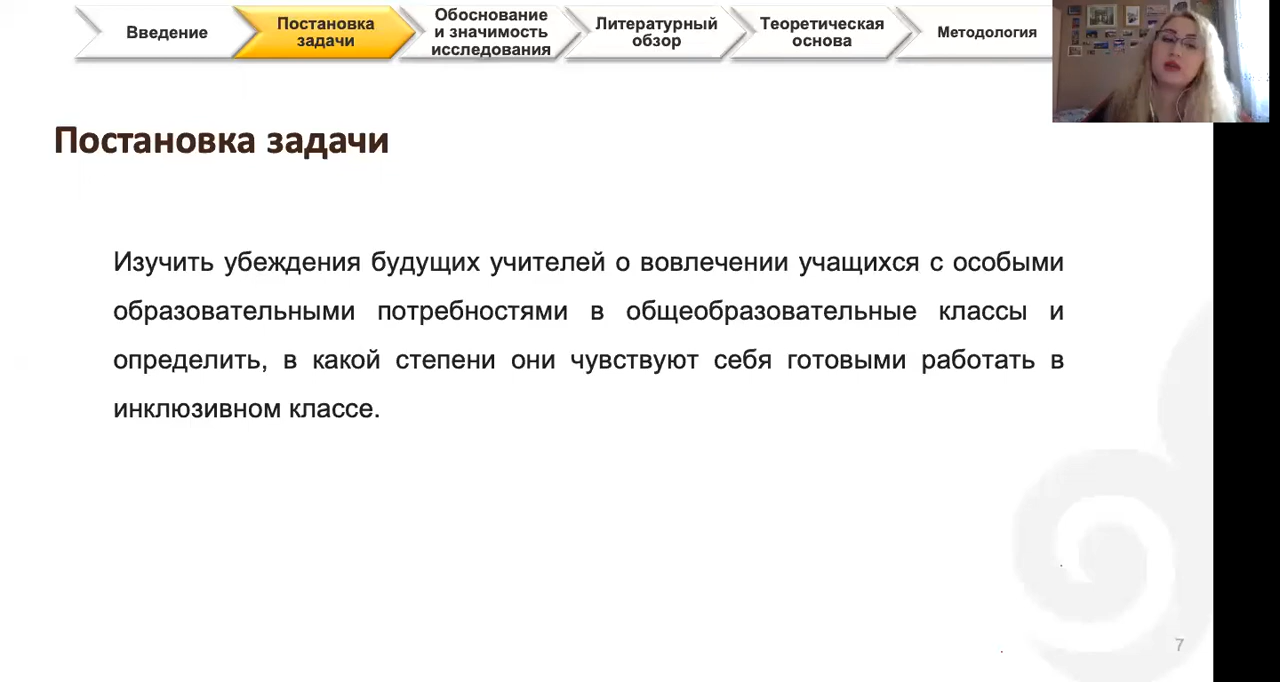 Введение
Постановка
задачи
Обоснование
и значимость
исследования
Литературный
обзор
Теоретическая
основа
Методология
Постановка задачи
Изучить убеждения будущих учителей о вовлечении учащихся с особыми
образовательными потребностями в общеобразовательные классы и
определить, в какой степени они чувствуют себя готовыми работать в
инклюзивном классе.
7